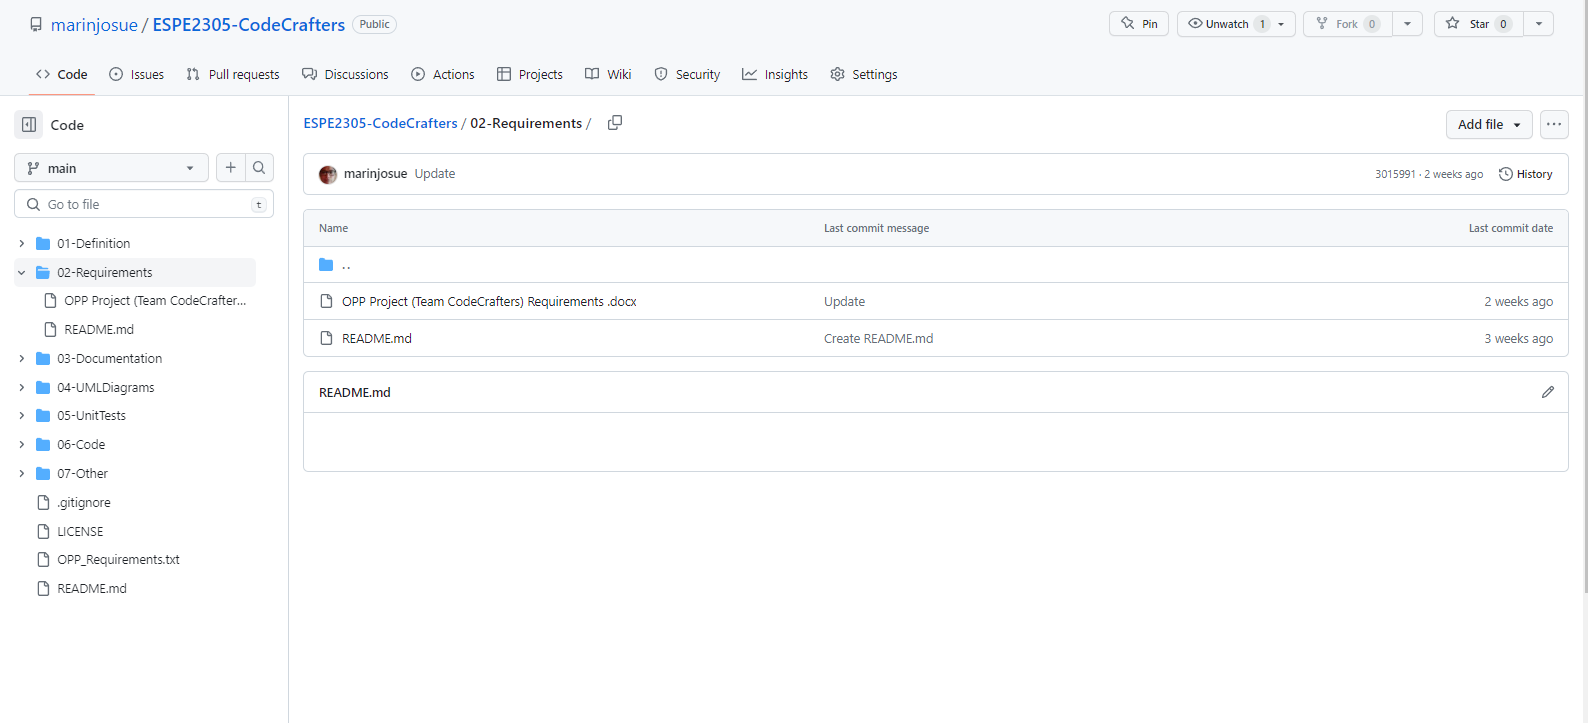 marinjosue / ESPE2305-CodeCrafters Public
Pin Unwatch 1 Fork 0 Star 0
Code Issues Pull requests Discussions Actions Projects Wiki Security Insights Settings
Code
main
Go to file t
01-Definition
02-Requirements
OPP Project (Team CodeCrafter...
README.md
03-Documentation
04-UMLDiagrams
05-UnitTests
06-Code
07-Other
.gitignore
LICENSE
OPP_Requirements.txt
README.md
ESPE2305-CodeCrafters / 02-Requirements /
Add file ...
marinjosue Update 3015991 · 2 weeks ago History
Name Last commit message Last commit date
..
OPP Project (Team CodeCrafters) Requirements .docx Update 2 weeks ago
README.md Create README.md 3 weeks ago
README.md